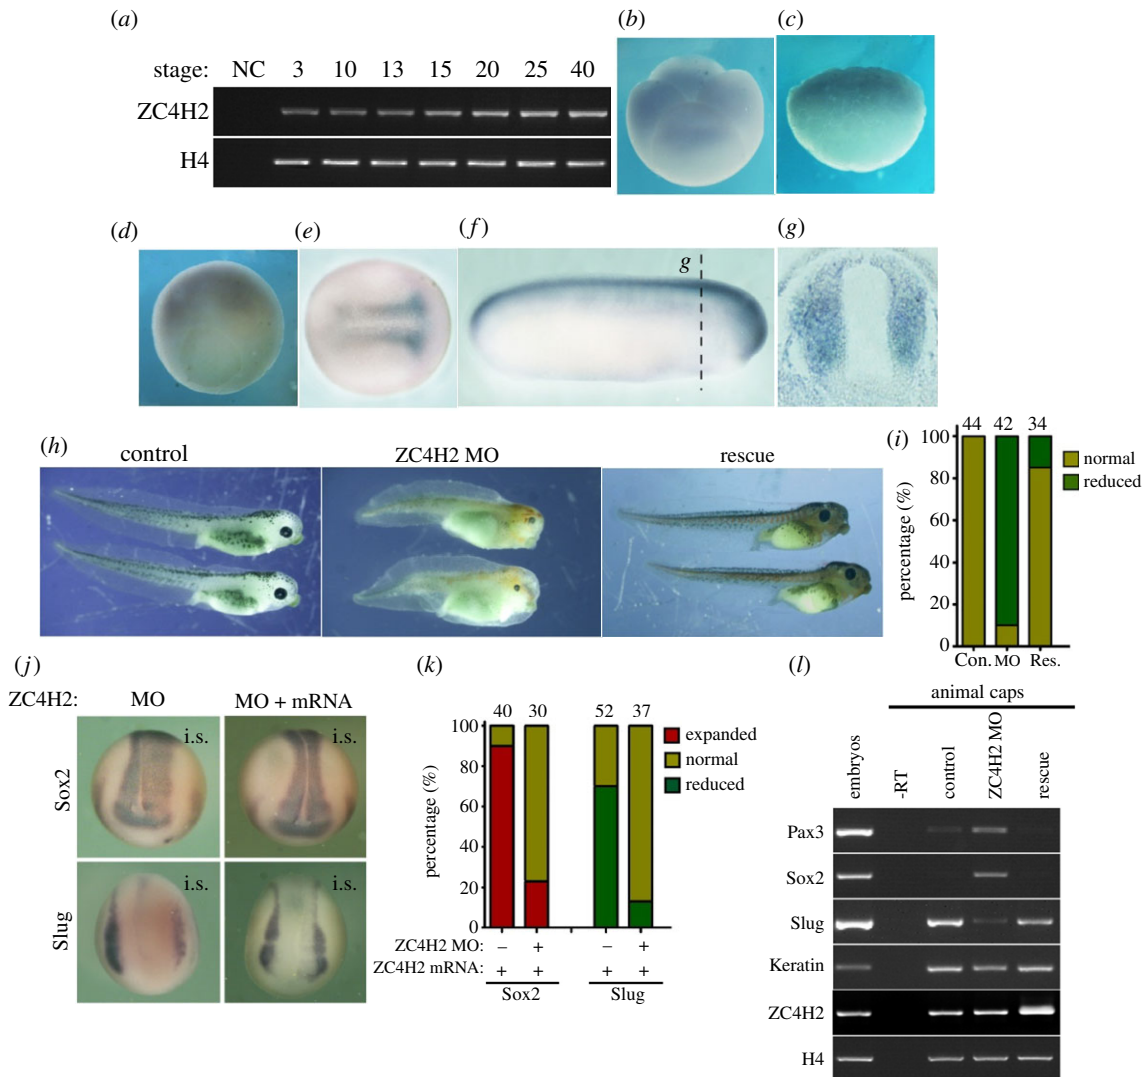 (a)
stage: NC 3 10 13 15 20 25 40
ZC4H2
H4
(b)
(c)
(d)
(e)
(f)
g
(g)
(h)
control
ZC4H2 MO
rescue
(i)
44 42 34
100
80
60
40
20
0
percentage (%)
Con. MO Res.
normal
reduced
(j)
ZC4H2: MO MO + mRNA
Sox2
i.s.
i.s.
Slug
i.s.
i.s.
(k)
40 30 52 37
100
80
60
40
20
0
percentage (%)
expanded
normal
reduced
ZC4H2 MO: – + – +
ZC4H2 mRNA: + + + +
Sox2 Slug
(l)
animal caps
embryos
-RT
control
ZC4H2 MO
rescue
Pax3
Sox2
Slug
Keratin
ZC4H2
H4